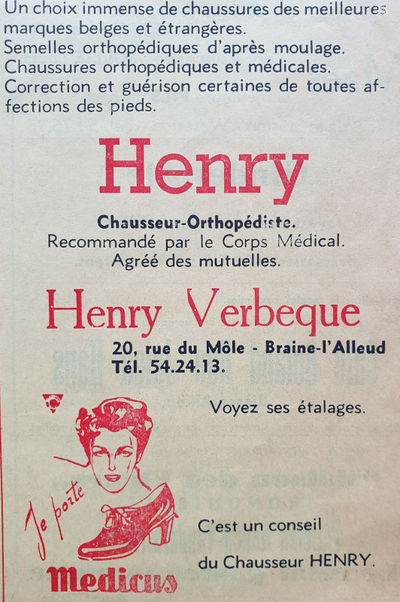 Un choix immense de chaussures des meilleures
marques belges et étrangères.
Semelles orthopédiques d'après moulage.
Chaussures orthopédiques et médicales.
Correction et guérison certaines de toutes af-
fections des pieds.
Henry
Chausseur-Orthopédiste.
Recommandé par le Corps Médical.
Agréé des mutuelles.
Henry Verbeque
20, rue du Môle - Braine-l'Alleud
Tél. 54.24.13.
Voyez ses étalages.
Je porte
Medicus
C'est un conseil
du Chausseur HENRY.